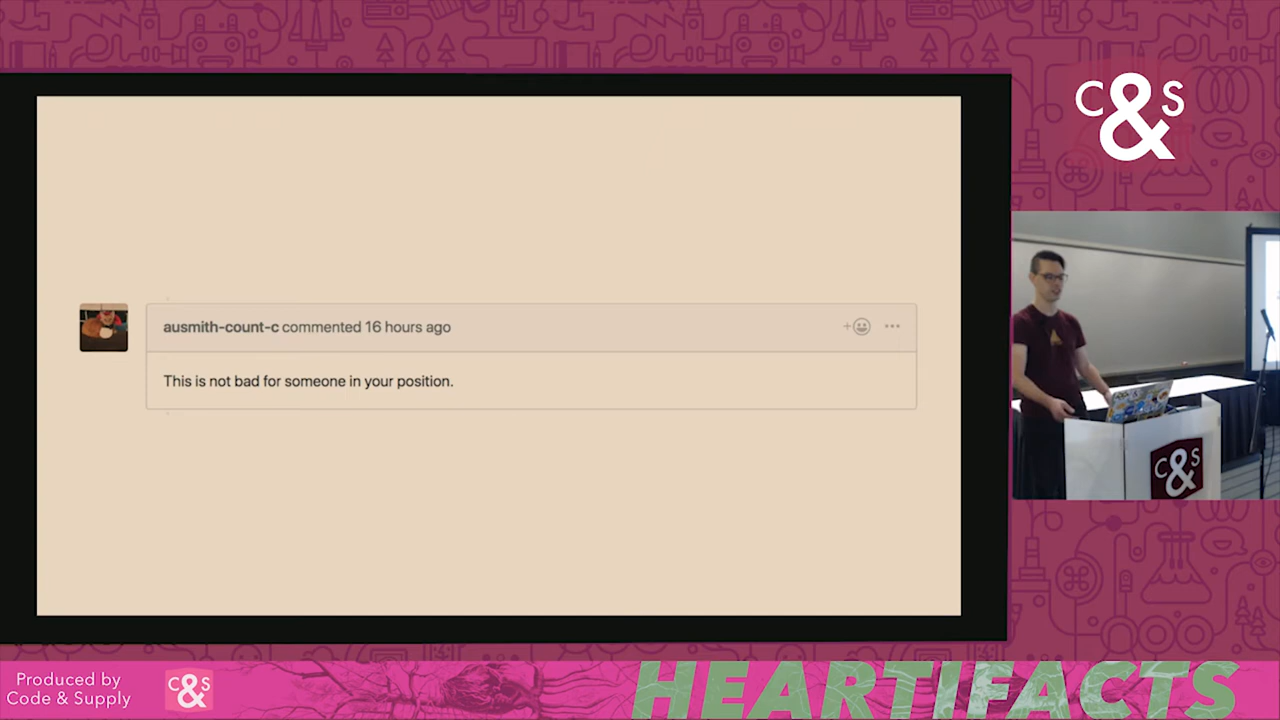 C&S
ausmith-count-c commented 16 hours ago
This is not bad for someone in your position.
C&S
Produced by
Code & Supply
C&S
HEARTIFACTS